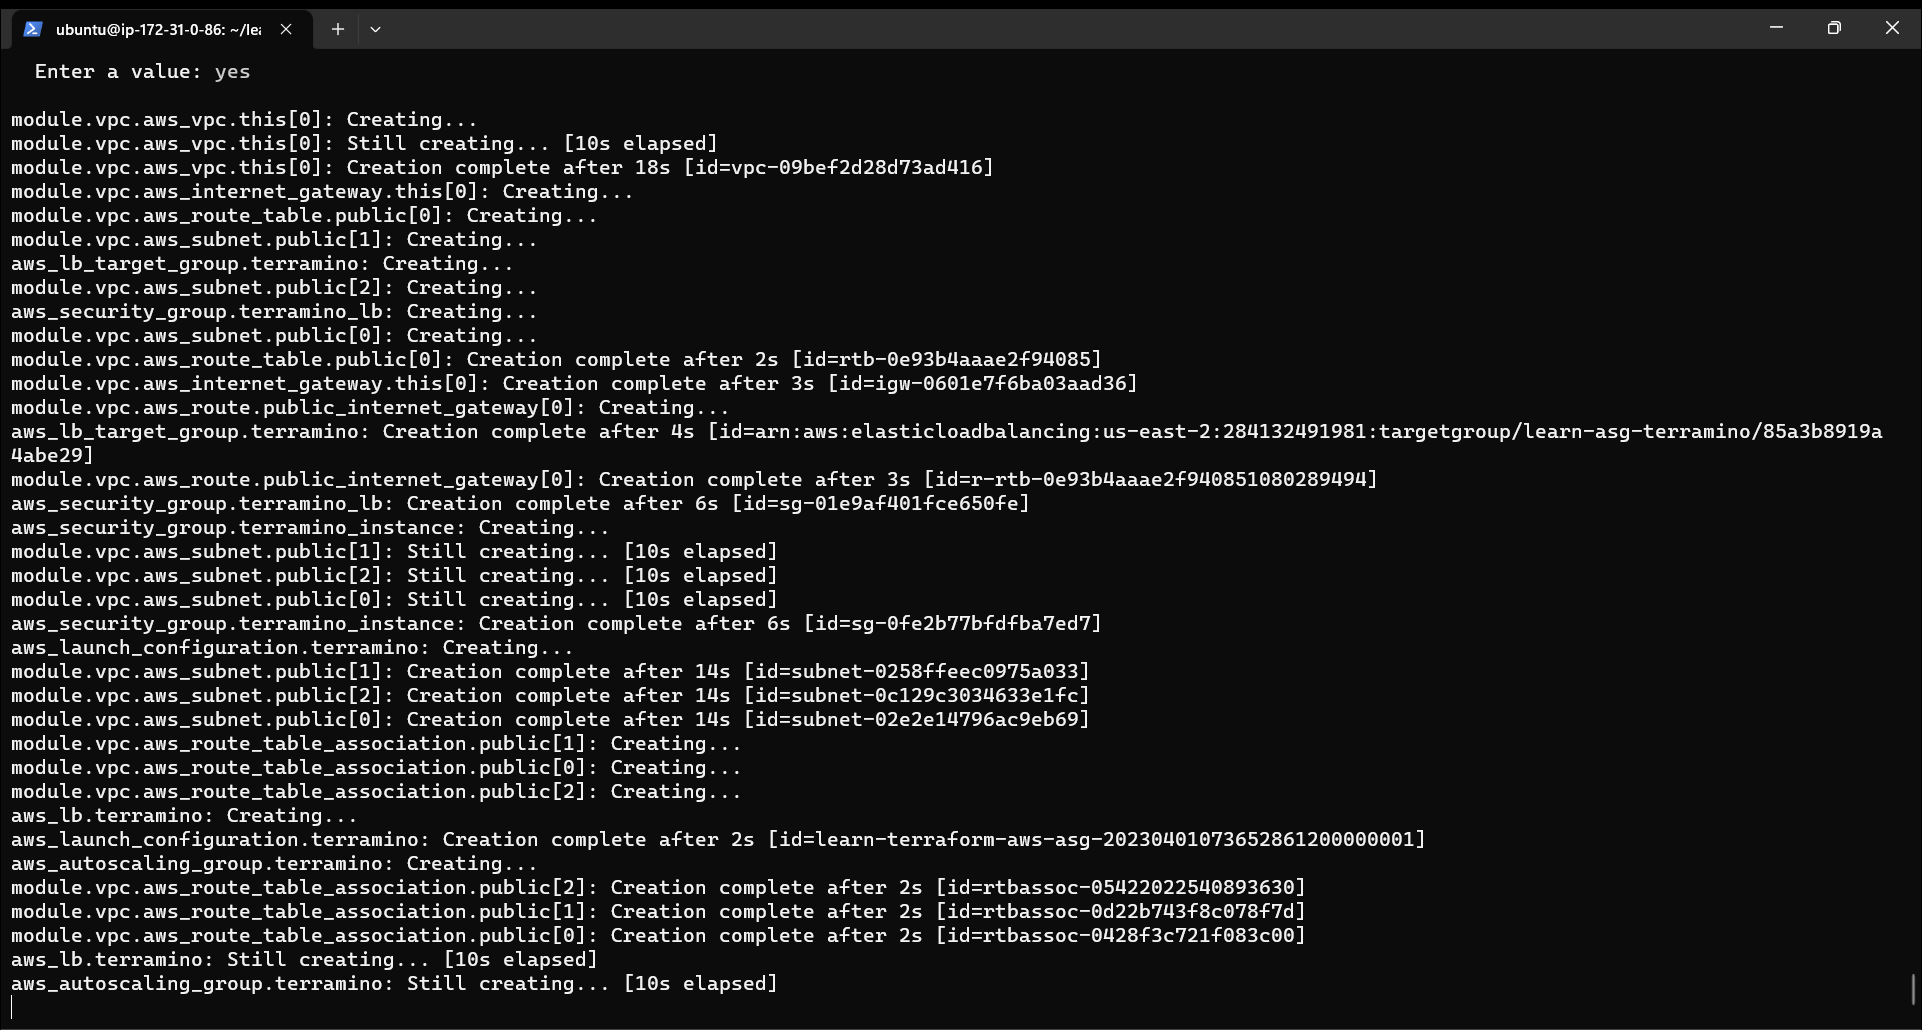 ubuntu@ip-172-31-0-86: ~/lea
Enter a value: yes
module.vpc.aws_vpc.this[0]: Creating...
module.vpc.aws_vpc.this[0]: Still creating... [10s elapsed]
module.vpc.aws_vpc.this[0]: Creation complete after 18s [id=vpc-09bef2d28d73ad416]
module.vpc.aws_internet_gateway.this[0]: Creating...
module.vpc.aws_route_table.public[0]: Creating...
module.vpc.aws_subnet.public[1]: Creating...
aws_lb_target_group.terramino: Creating...
module.vpc.aws_subnet.public[2]: Creating...
aws_security_group.terramino_lb: Creating...
module.vpc.aws_subnet.public[0]: Creating...
module.vpc.aws_route_table.public[0]: Creation complete after 2s [id=rtb-0e93b4aaae2f94085]
module.vpc.aws_internet_gateway.this[0]: Creation complete after 3s [id=igw-0601e7f6ba03aad36]
module.vpc.aws_route.public_internet_gateway[0]: Creating...
aws_lb_target_group.terramino: Creation complete after 4s [id=arn:aws:elasticloadbalancing:us-east-2:284132491981:targetgroup/learn-asg-terramino/85a3b8919a
4abe29]
module.vpc.aws_route.public_internet_gateway[0]: Creation complete after 3s [id=r-rtb-0e93b4aaae2f940851080289494]
aws_security_group.terramino_lb: Creation complete after 6s [id=sg-01e9af401fce650fe]
aws_security_group.terramino_instance: Creating...
module.vpc.aws_subnet.public[1]: Still creating... [10s elapsed]
module.vpc.aws_subnet.public[2]: Still creating... [10s elapsed]
module.vpc.aws_subnet.public[0]: Still creating... [10s elapsed]
aws_security_group.terramino_instance: Creation complete after 6s [id=sg-0fe2b77bfdfba7ed7]
aws_launch_configuration.terramino: Creating...
module.vpc.aws_subnet.public[1]: Creation complete after 14s [id=subnet-0258ffeec0975a033]
module.vpc.aws_subnet.public[2]: Creation complete after 14s [id=subnet-0c129c3034633e1fc]
module.vpc.aws_subnet.public[0]: Creation complete after 14s [id=subnet-02e2e14796ac9eb69]
module.vpc.aws_route_table_association.public[1]: Creating...
module.vpc.aws_route_table_association.public[0]: Creating...
module.vpc.aws_route_table_association.public[2]: Creating...
aws_lb.terramino: Creating...
aws_launch_configuration.terramino: Creation complete after 2s [id=learn-terraform-aws-asg-20230401073652861200000001]
aws_autoscaling_group.terramino: Creating...
module.vpc.aws_route_table_association.public[2]: Creation complete after 2s [id=rtbassoc-05422022540893630]
module.vpc.aws_route_table_association.public[1]: Creation complete after 2s [id=rtbassoc-0d22b743f8c078f7d]
module.vpc.aws_route_table_association.public[0]: Creation complete after 2s [id=rtbassoc-0428f3c721f083c00]
aws_lb.terramino: Still creating... [10s elapsed]
aws_autoscaling_group.terramino: Still creating... [10s elapsed]